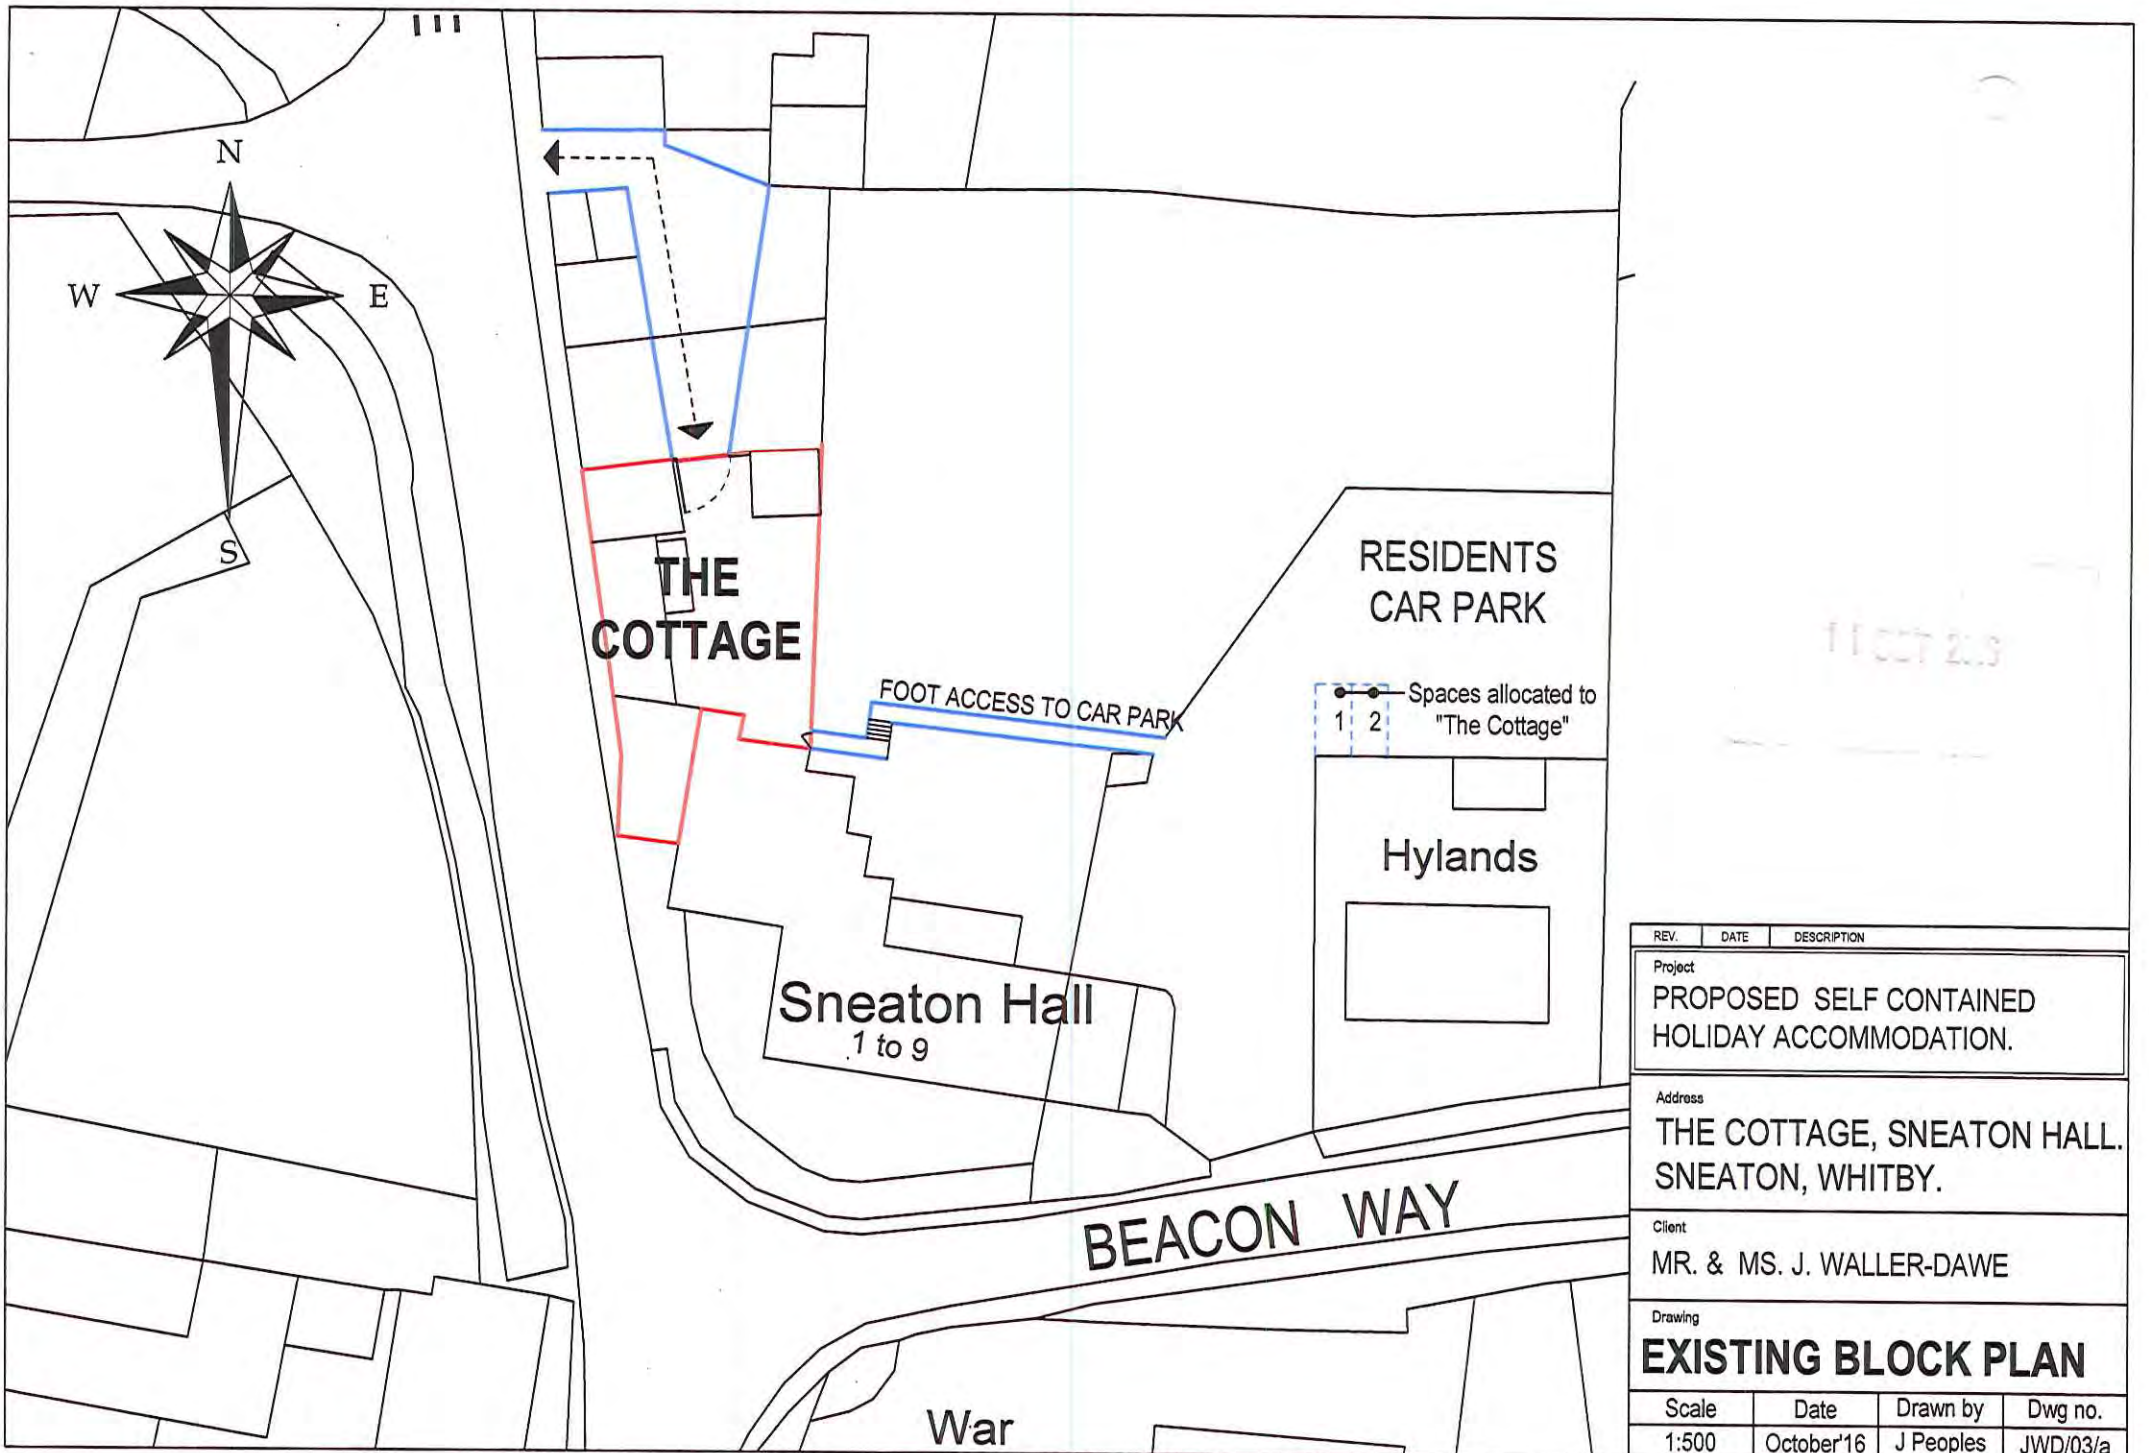 N
W
E
S
THE
COTTAGE
FOOT ACCESS TO CAR PARK
RESIDENTS
CAR PARK
Spaces allocated to
"The Cottage"
1 2
Hylands
Sneaton Hall
1 to 9
BEACON WAY
War
REV. DATE DESCRIPTION
Project
PROPOSED SELF CONTAINED
HOLIDAY ACCOMMODATION.
Address
THE COTTAGE, SNEATON HALL.
SNEATON, WHITBY.
Client
MR. & MS. J. WALLER-DAWE
Drawing
EXISTING BLOCK PLAN
Scale Date Drawn by Dwg no.
1:500 October'16 J Peoples JWD/03/a